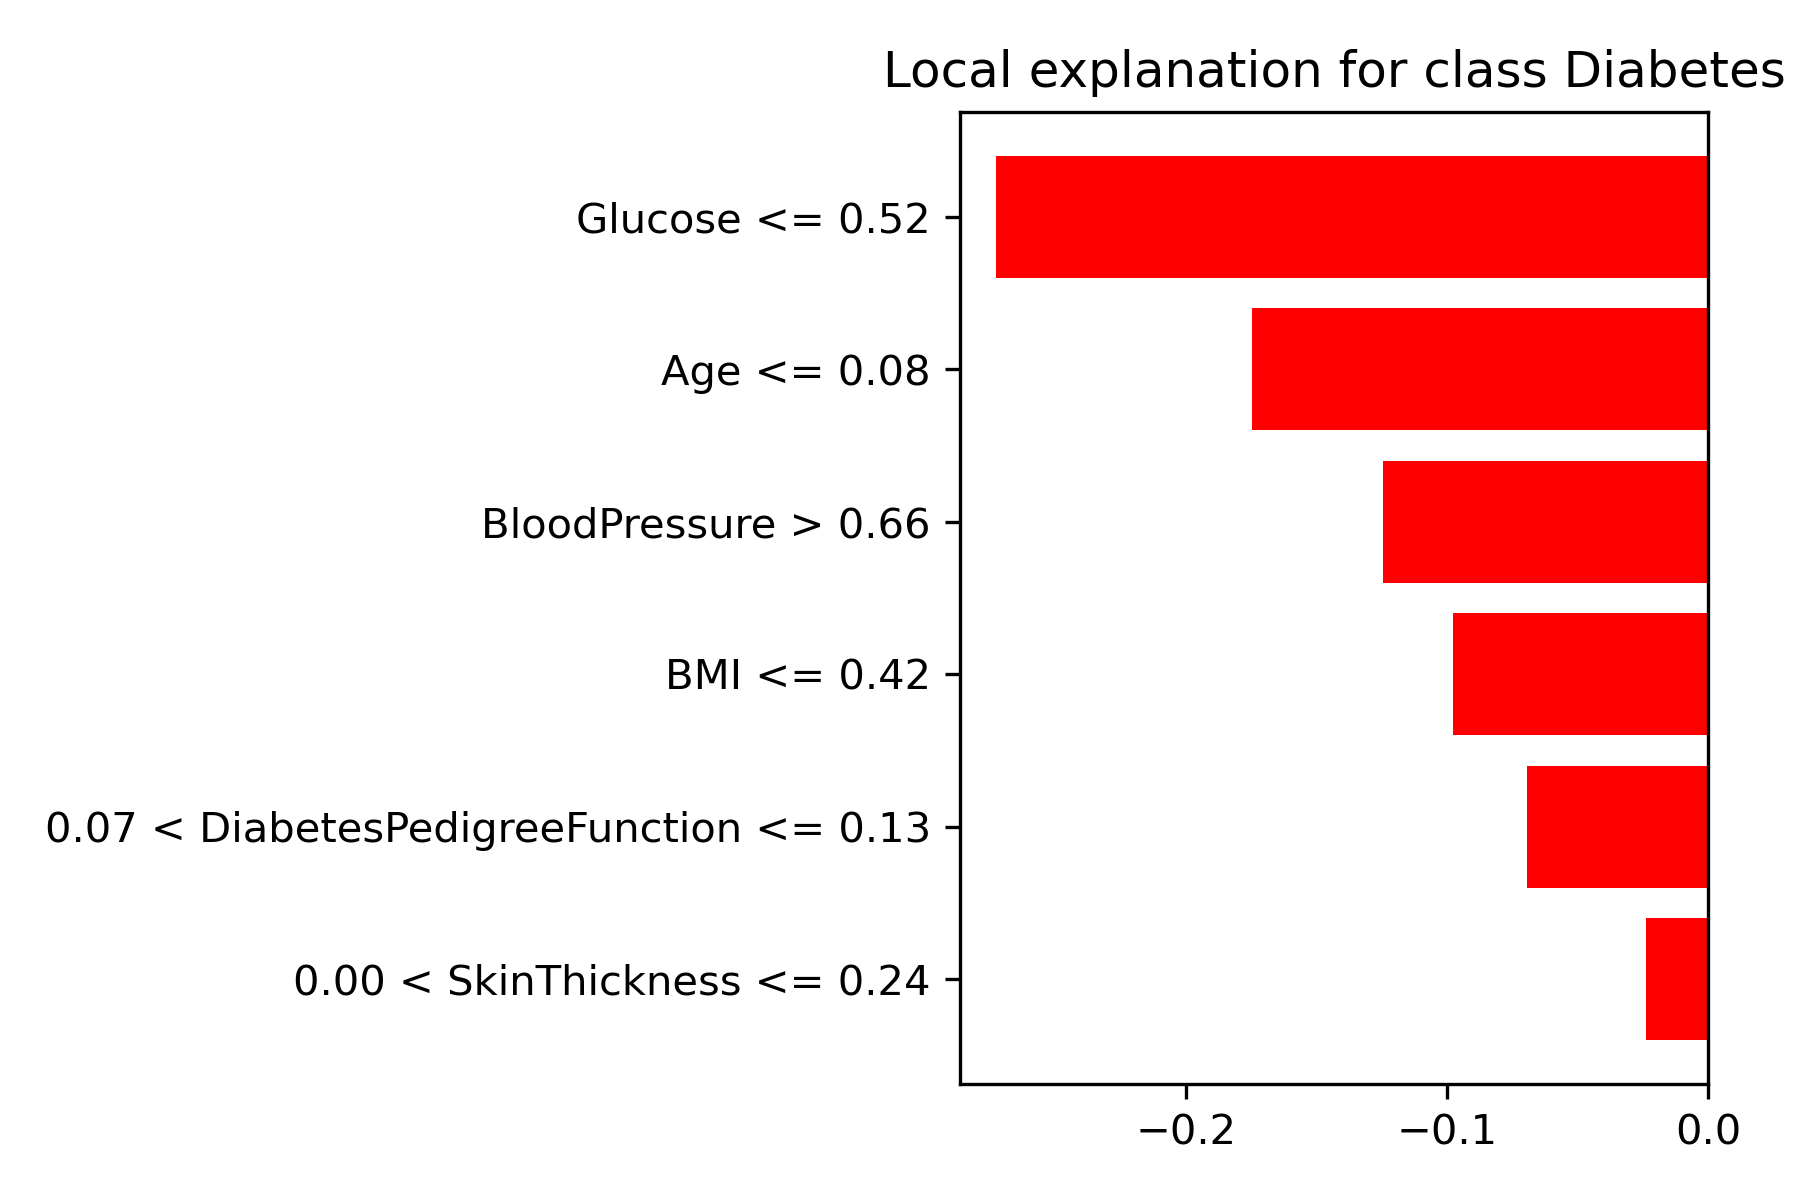 Local explanation for class Diabetes
Glucose <= 0.52
Age <= 0.08
BloodPressure > 0.66
BMI <= 0.42
0.07 < DiabetesPedigreeFunction <= 0.13
0.00 < SkinThickness <= 0.24
−0.2 −0.1 0.0